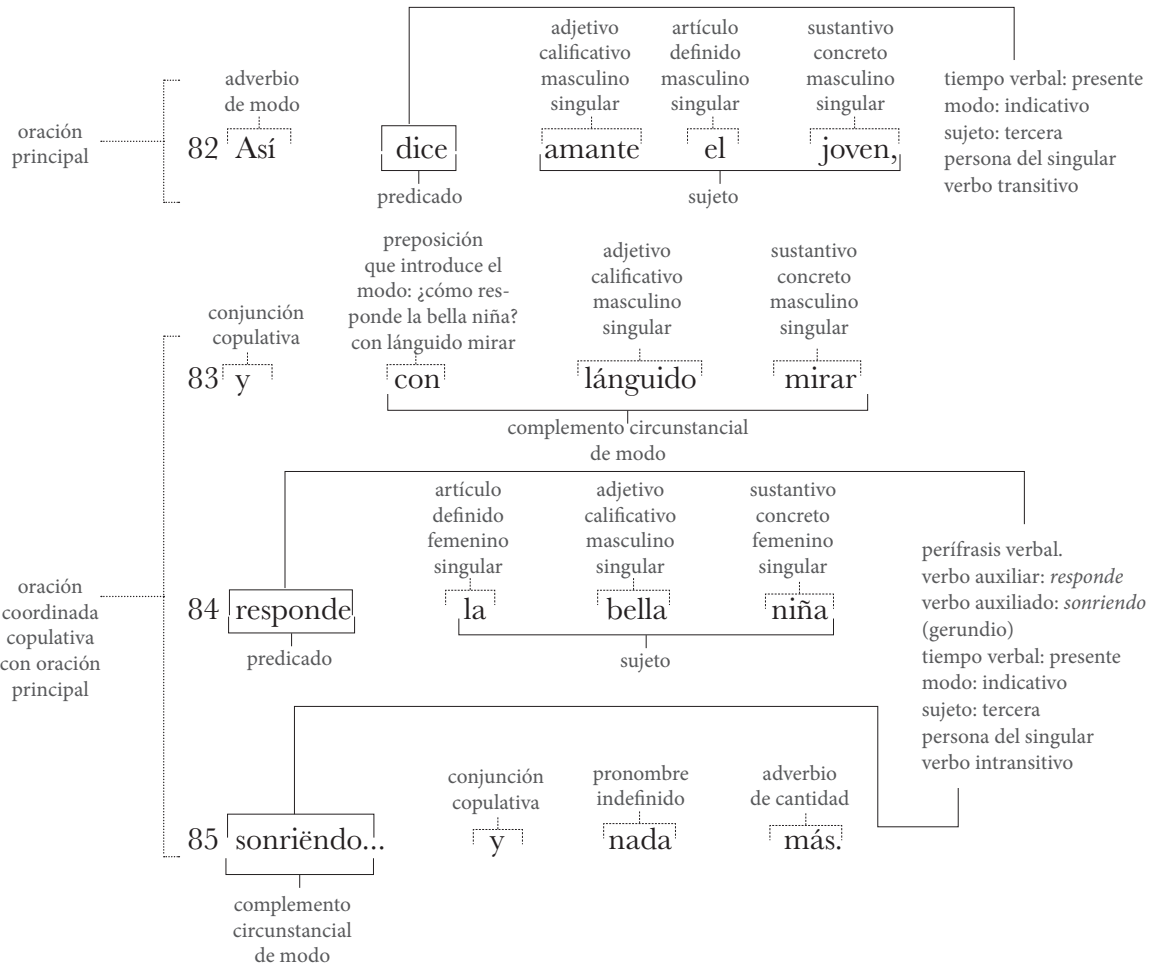 oración
principal
adverbio
de modo
adjetivo
calificativo
masculino
singular
artículo
definido
masculino
singular
sustantivo
concreto
masculino
singular
82 Así dice amante el joven,
predicado
sujeto
tiempo verbal: presente
modo: indicativo
sujeto: tercera
persona del singular
verbo transitivo
oración
coordinada
copulativa
con oración
principal
conjunción
copulativa
preposición
que introduce el
modo: ¿cómo res-
ponde la bella niña?
con lánguido mirar
adjetivo
calificativo
masculino
singular
sustantivo
concreto
masculino
singular
83 y con lánguido mirar
complemento circunstancial
de modo
artículo
definido
femenino
singular
adjetivo
calificativo
masculino
singular
sustantivo
concreto
femenino
singular
84 responde la bella niña
predicado
sujeto
perífrasis verbal.
verbo auxiliar: responde
verbo auxiliado: sonriendo
(gerundio)
tiempo verbal: presente
modo: indicativo
sujeto: tercera
persona del singular
verbo intransitivo
conjunción
copulativa
pronombre
indefinido
adverbio
de cantidad
85 sonriëndo... y nada más.
complemento
circunstancial
de modo